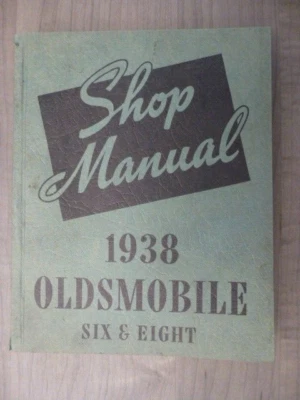 Shop
Manual
1938
OLDSMOBILE
SIX & EIGHT